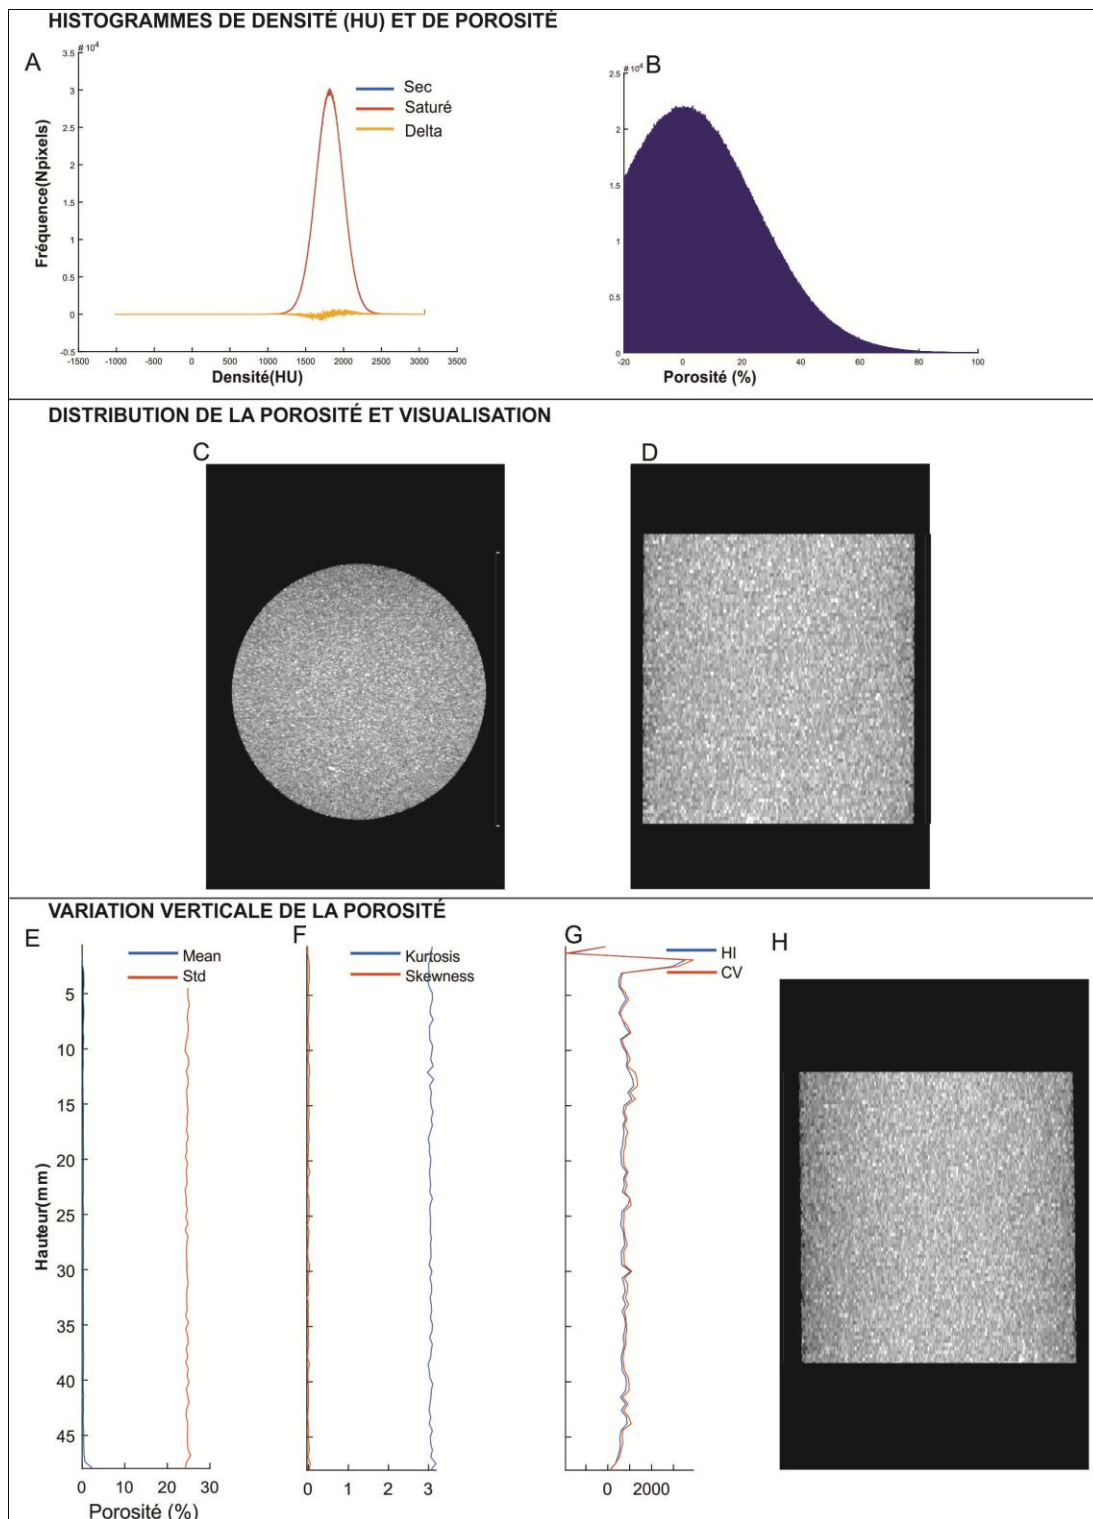 HISTOGRAMMES DE DENSITÉ (HU) ET DE POROSITÉ
A
# 10⁴
3.5
3
2.5
2
1.5
1
0.5
0
-0.5
Fréquence(Npixels)
Sec
Saturé
Delta
-1500 -1000 -500 0 500 1000 1500 2000 2500 3000 3500
Densité(HU)
B
# 10⁴
2.5
2
1.5
1
0.5
0
-20 0 20 40 60 80 100
Porosité (%)
DISTRIBUTION DE LA POROSITÉ ET VISUALISATION
C
D
VARIATION VERTICALE DE LA POROSITÉ
E
Mean
Std
5
10
15
20
25
30
35
40
45
Hauteur(mm)
0 10 20 30
Porosité (%)
F
Kurtosis
Skewness
0 1 2 3
G
HI
CV
0 2000
H